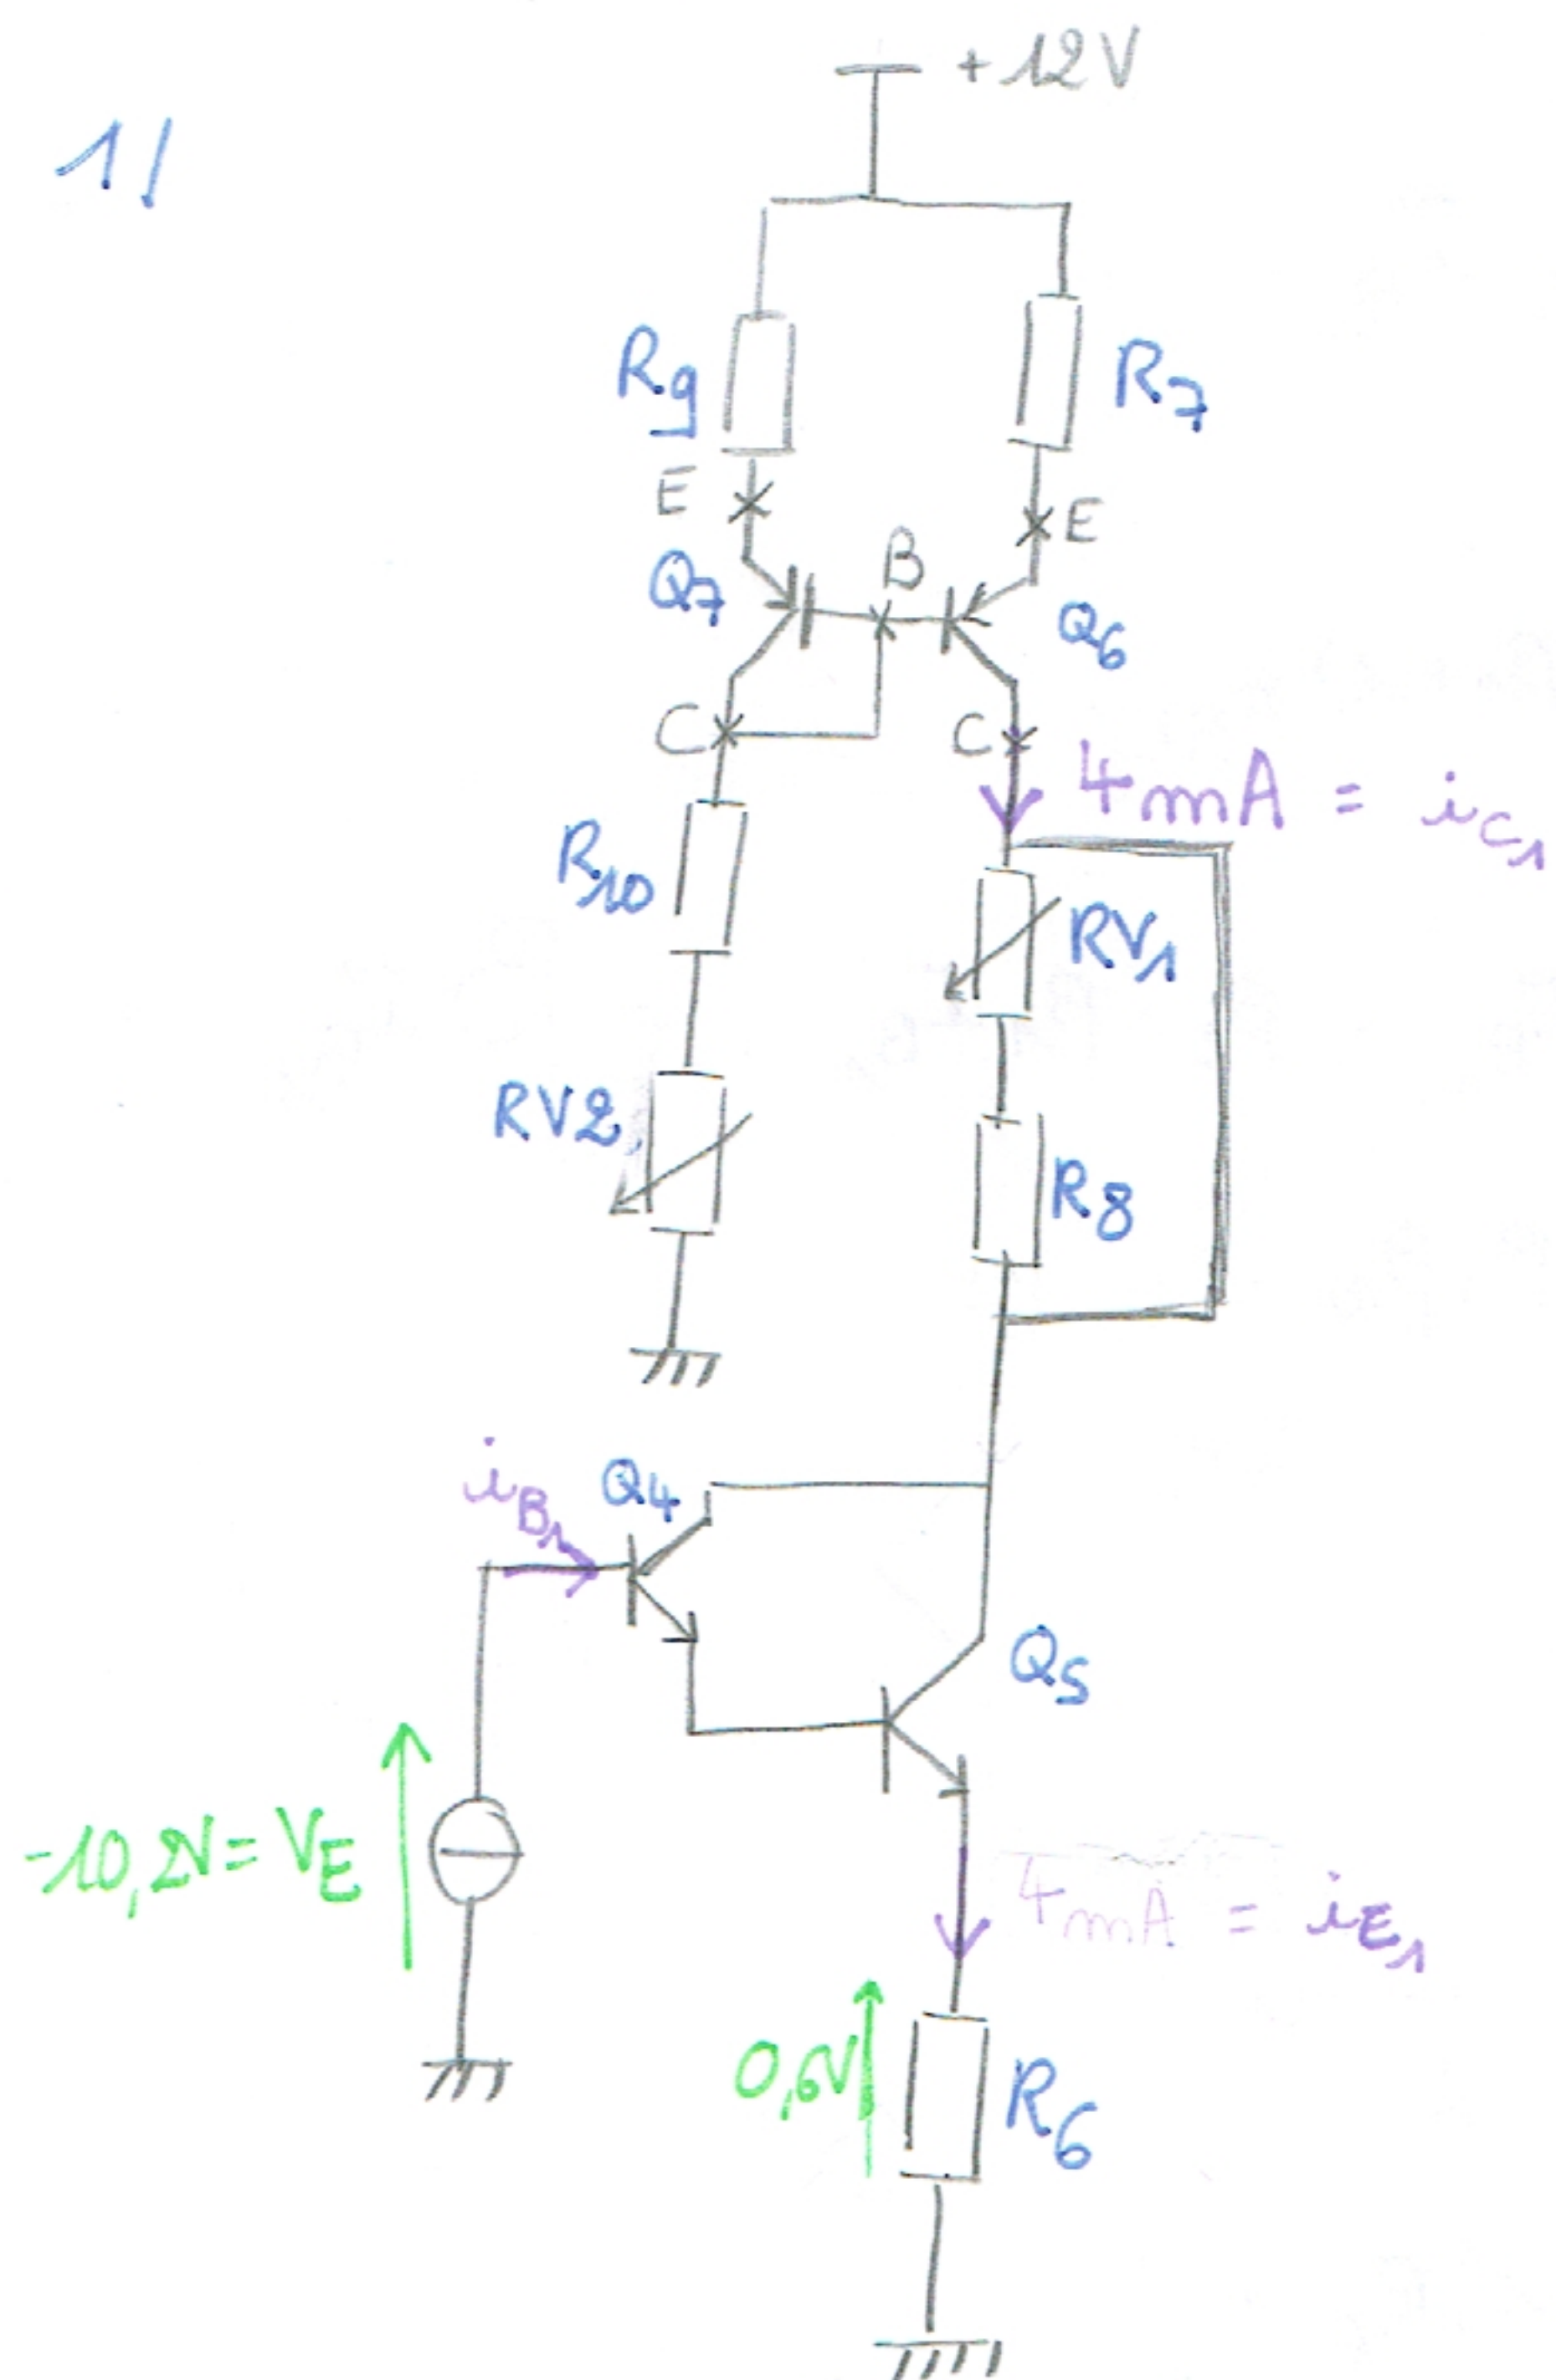 +12V
1/
R9
R7
E
E
Q7
B
Q6
C
C
4mA = iC1
R10
RV1
RV2
R8
iB1
Q4
Q5
-10,2V = VE
4mA = iE1
0,6V
R6